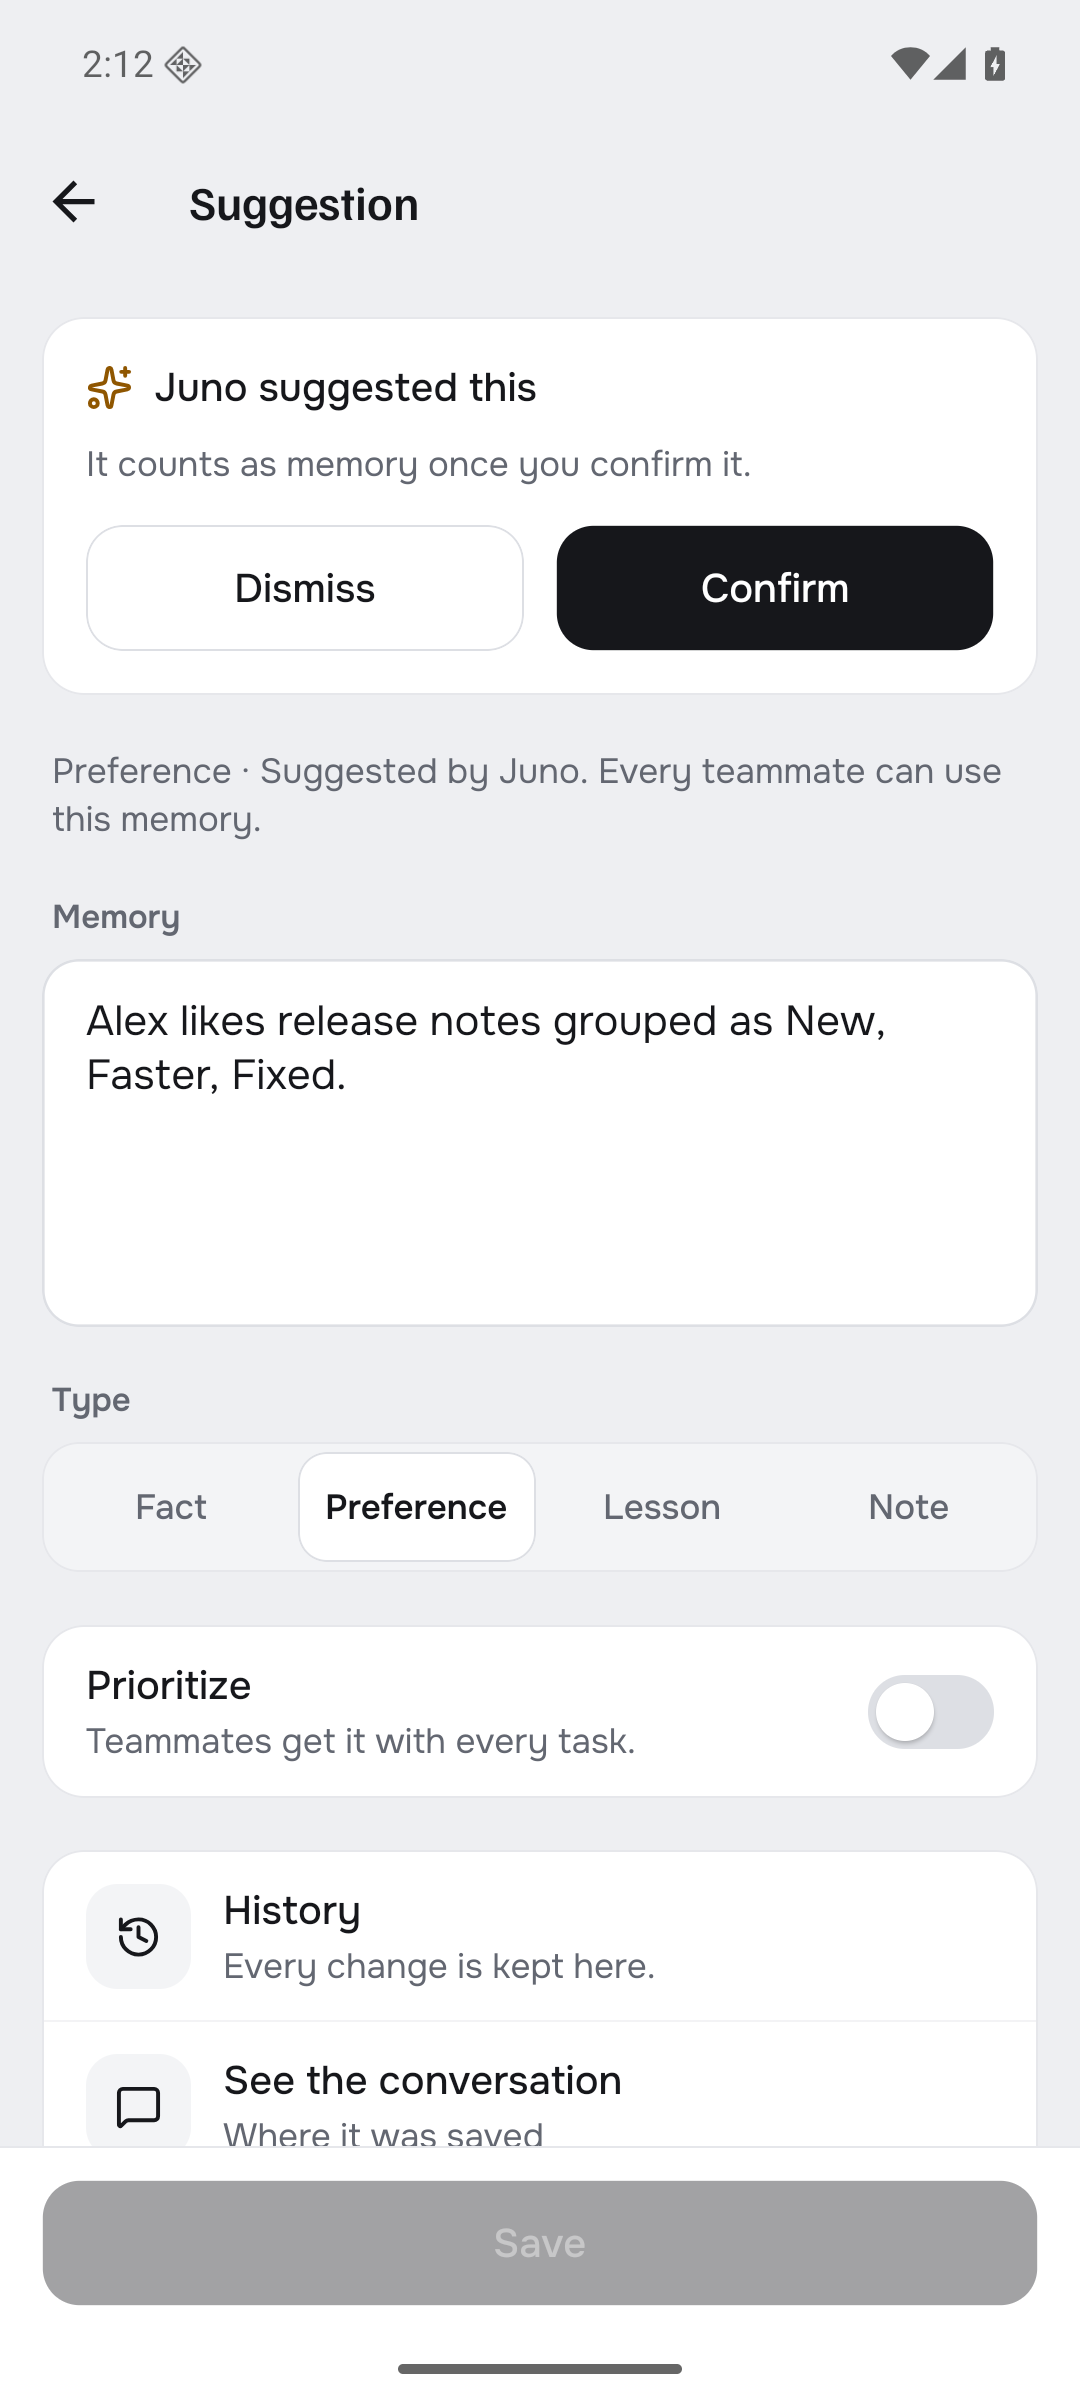 2:12
Suggestion
Juno suggested this
It counts as memory once you confirm it.
Dismiss
Confirm
Preference · Suggested by Juno. Every teammate can use
this memory.
Memory
Alex likes release notes grouped as New,
Faster, Fixed.
Type
Fact
Preference
Lesson
Note
Prioritize
Teammates get it with every task.
History
Every change is kept here.
See the conversation
Where it was saved
Save